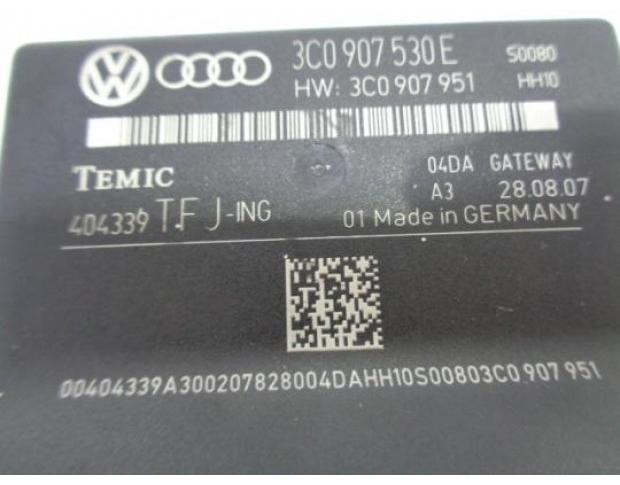 3C0 907 530 E S0080
HW: 3C0 907 951 HH10
TEMIC 04DA GATEWAY
A3 28.08.07
404339 T.F J-ING 01 Made in GERMANY
00404339A300207828004DAHH10S00803C0 907 951